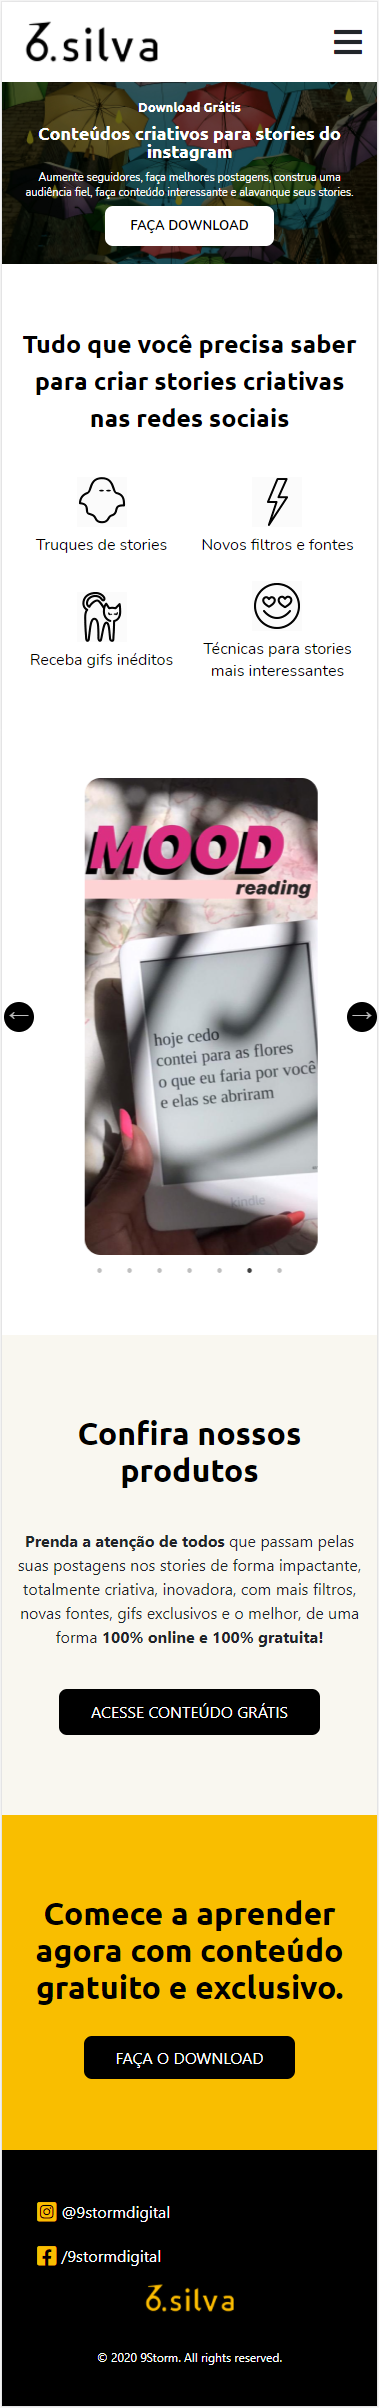 6.silva
Download Grátis
Conteúdos criativos para stories do
instagram
Aumente seguidores, faça melhores postagens, construa uma
audiência fiel, faça conteúdo interessante e alavanque seus stories.
FAÇA DOWNLOAD
Tudo que você precisa saber
para criar stories criativas
nas redes sociais
Truques de stories
Novos filtros e fontes
Receba gifs inéditos
Técnicas para stories
mais interessantes
MOOD
reading
hoje cedo
contei para as flores
o que eu faria por você
e elas se abriram
kindle
Confira nossos
produtos
Prenda a atenção de todos que passam pelas
suas postagens nos stories de forma impactante,
totalmente criativa, inovadora, com mais filtros,
novas fontes, gifs exclusivos e o melhor, de uma
forma 100% online e 100% gratuita!
ACESSE CONTEÚDO GRÁTIS
Comece a aprender
agora com conteúdo
gratuito e exclusivo.
FAÇA O DOWNLOAD
@9stormdigital
/9stormdigital
6.silva
© 2020 9Storm. All rights reserved.